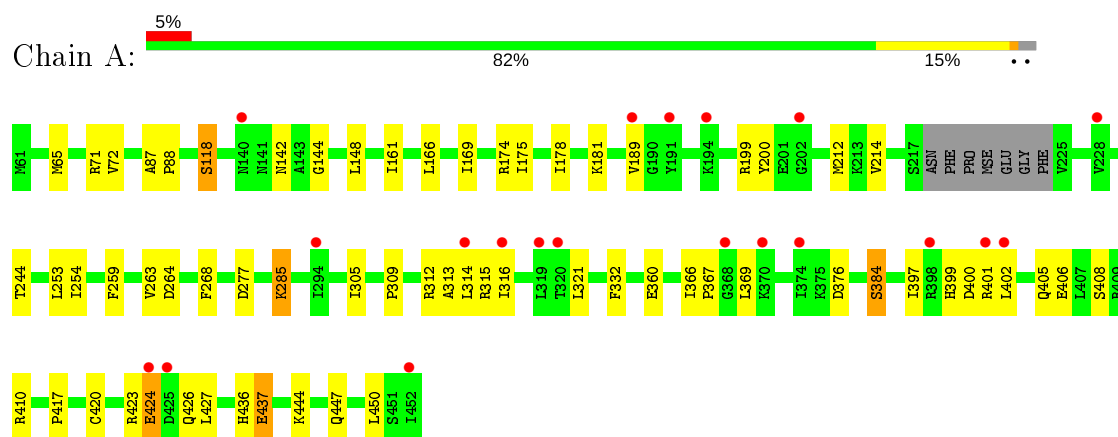 5%
Chain A:
82% 15% • •
M61 M65 R71 V72 A87 P88 S118 N140 N141 N142 A143 G144 L148 I161 L166 I169 R174 I175 I178 K181 V189 G190 Y191 K194 R199 Y200 E201 G202 M212 K213 V214 S217 ASN PHE PRO MSE GLU GLY PHE V225 V228
T244 L253 I254 F259 V263 D264 F268 D277 K285 I294 I305 P309 R312 A313 L314 R315 I316 L319 T320 L321 F332 E360 I366 P367 G368 L369 K370 I374 K375 D376 S384 I397 R398 H399 D400 R401 L402 Q405 E406 L407 S408
R410 P417 C420 R423 E424 D425 Q426 L427 H436 E437 K444 Q447 L450 S451 I452